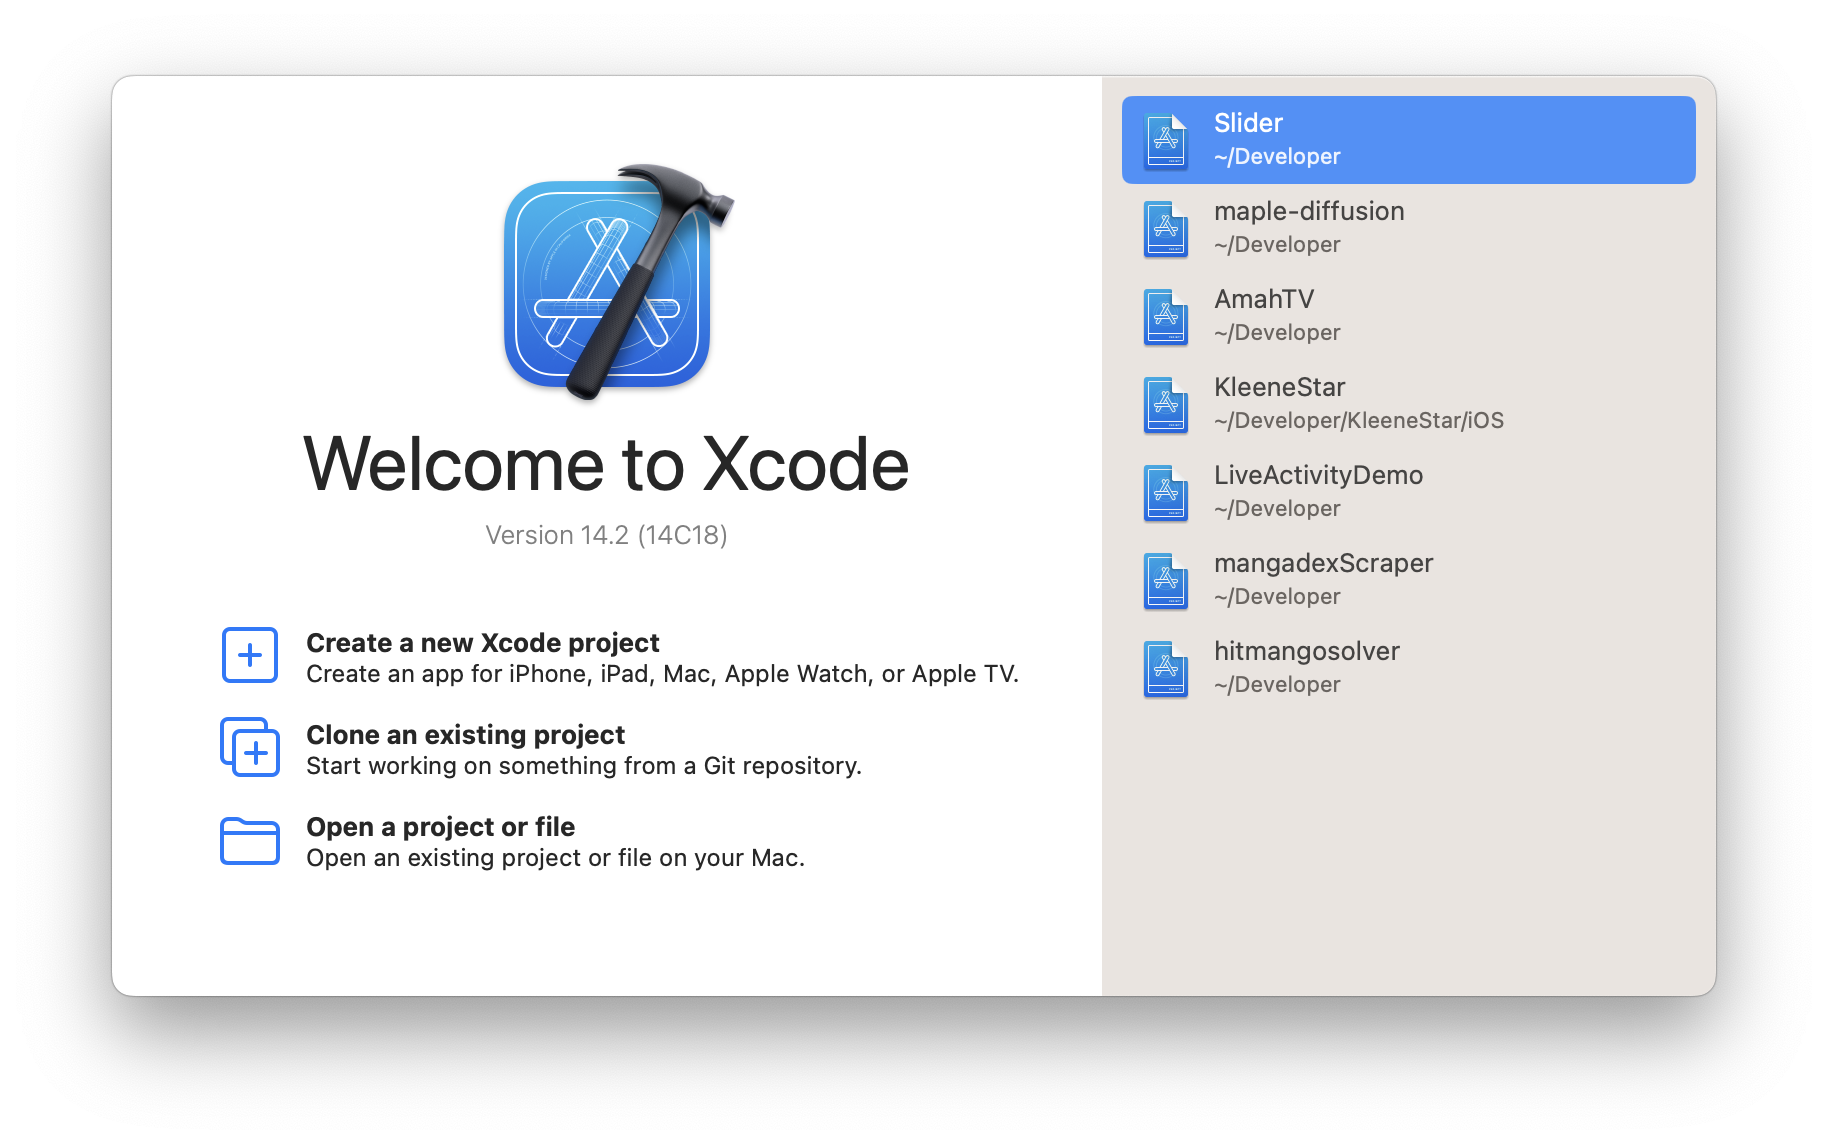 Welcome to Xcode
Version 14.2 (14C18)
Create a new Xcode project
Create an app for iPhone, iPad, Mac, Apple Watch, or Apple TV.
Clone an existing project
Start working on something from a Git repository.
Open a project or file
Open an existing project or file on your Mac.
Slider
~/Developer
maple-diffusion
~/Developer
AmahTV
~/Developer
KleeneStar
~/Developer/KleeneStar/iOS
LiveActivityDemo
~/Developer
mangadexScraper
~/Developer
hitmangosolver
~/Developer